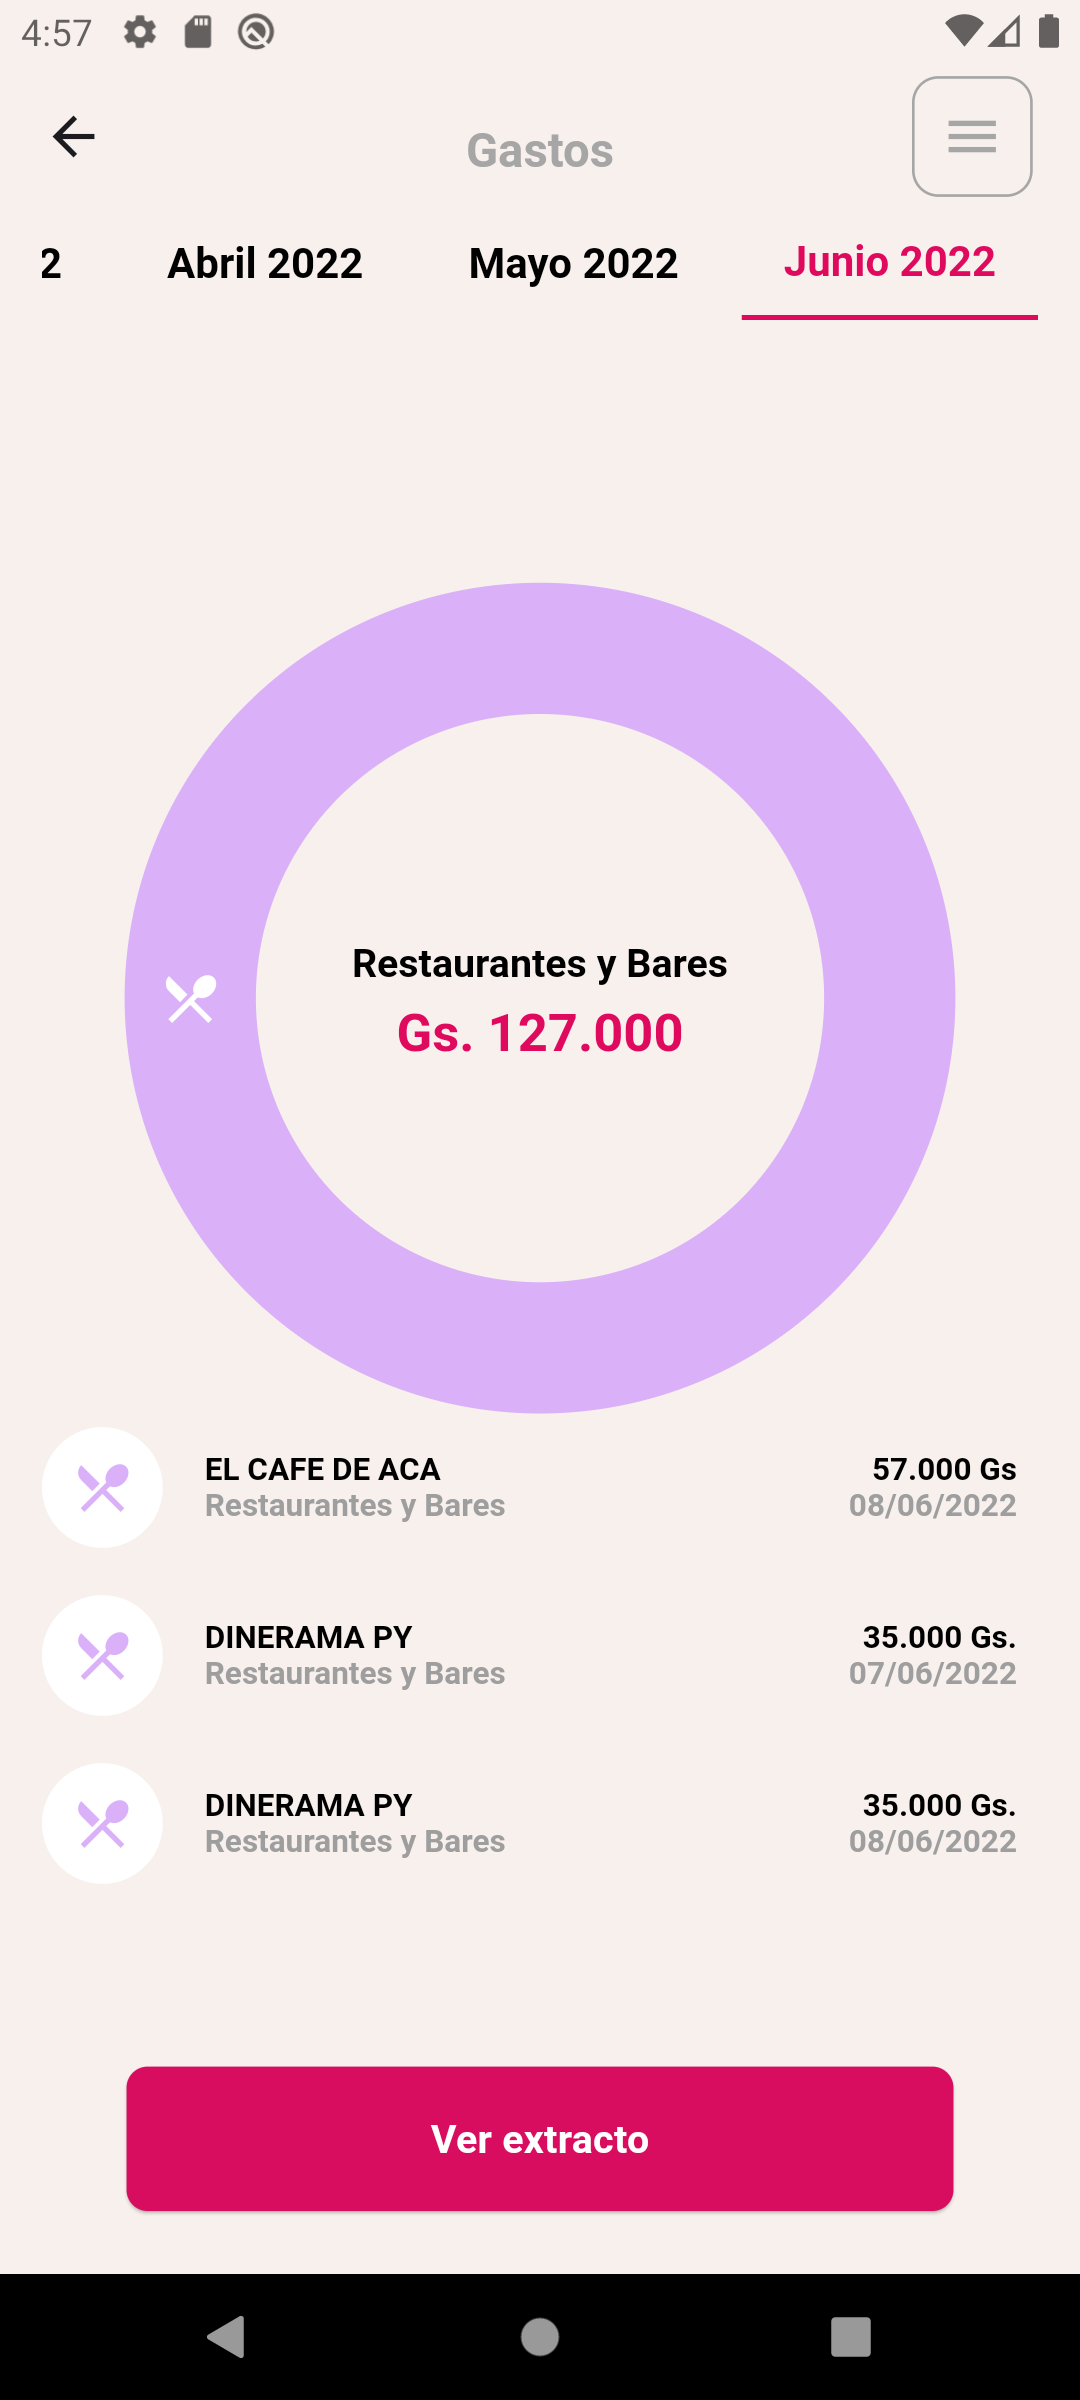 4:57
Gastos
2 Abril 2022 Mayo 2022 Junio 2022
Restaurantes y Bares
Gs. 127.000
EL CAFE DE ACA 57.000 Gs
Restaurantes y Bares 08/06/2022
DINERAMA PY 35.000 Gs.
Restaurantes y Bares 07/06/2022
DINERAMA PY 35.000 Gs.
Restaurantes y Bares 08/06/2022
Ver extracto